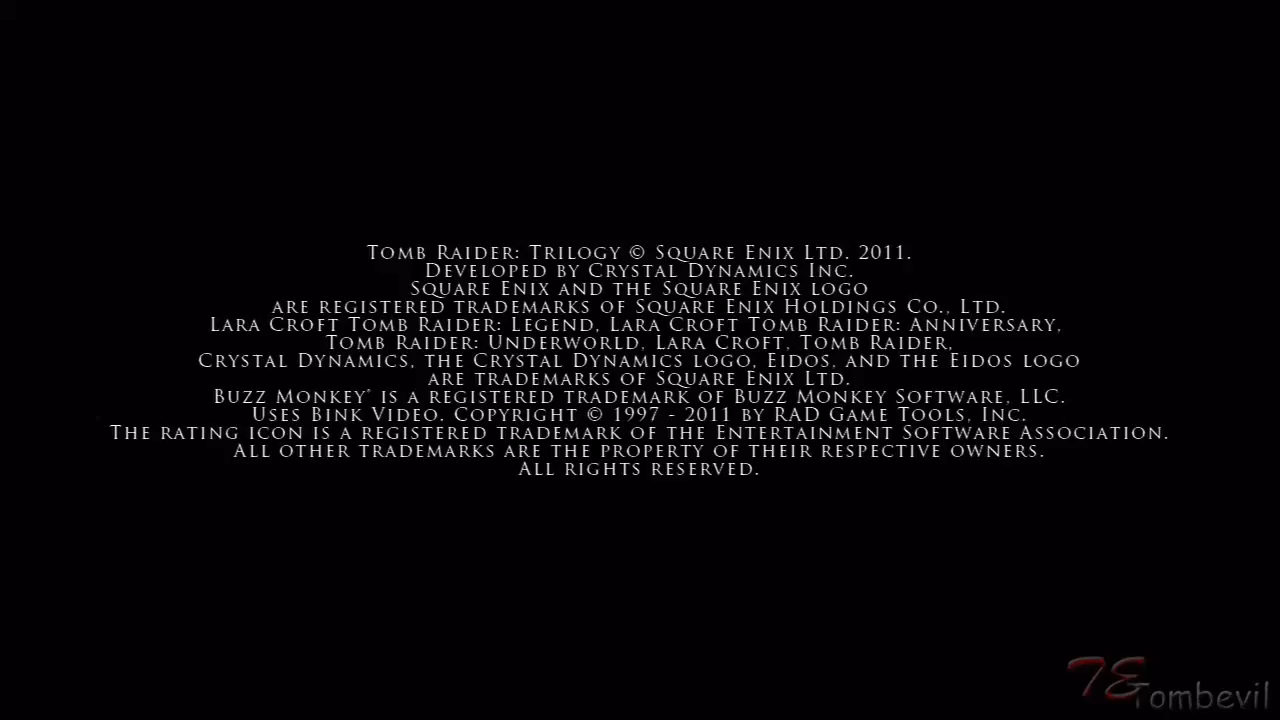 Tomb Raider: Trilogy © Square Enix Ltd. 2011.
Developed by Crystal Dynamics Inc.
Square Enix and the Square Enix logo
are registered trademarks of Square Enix Holdings Co., Ltd.
Lara Croft Tomb Raider: Legend, Lara Croft Tomb Raider: Anniversary,
Tomb Raider: Underworld, Lara Croft, Tomb Raider,
Crystal Dynamics, the Crystal Dynamics logo, Eidos, and the Eidos logo
are trademarks of Square Enix Ltd.
Buzz Monkey® is a registered trademark of Buzz Monkey Software, LLC.
Uses Bink Video. Copyright © 1997 - 2011 by RAD Game Tools, Inc.
The rating icon is a registered trademark of the Entertainment Software Association.
All other trademarks are the property of their respective owners.
All rights reserved.
TE
Tombevil